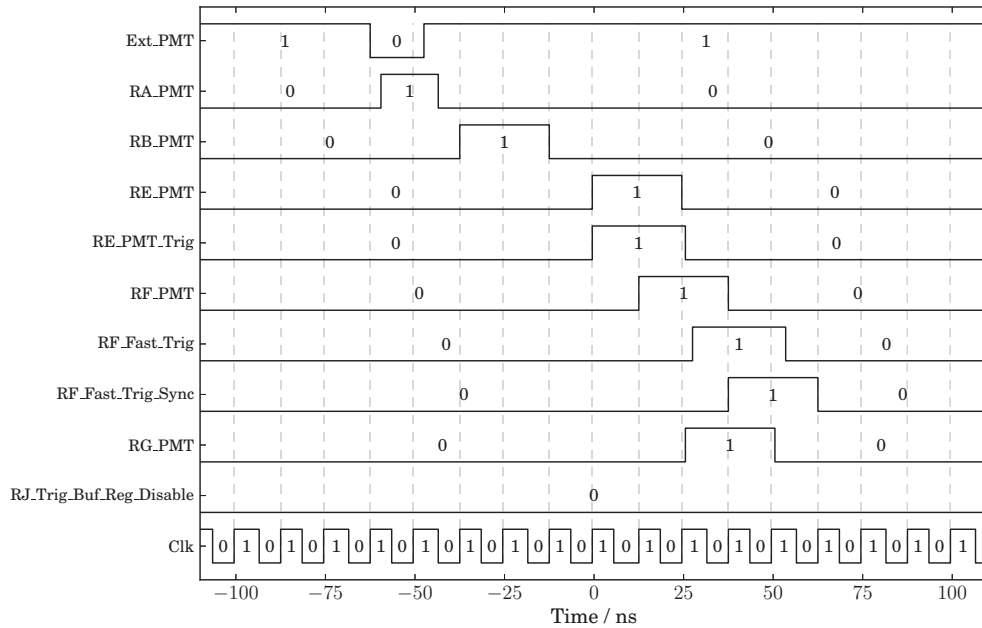 Ext_PMT 1 0 1
RA_PMT 0 1 0
RB_PMT 0 1 0
RE_PMT 0 1 0
RE_PMT_Trig 0 1 0
RF_PMT 0 1 0
RF_Fast_Trig 0 1 0
RF_Fast_Trig_Sync 0 1 0
RG_PMT 0 1 0
RJ_Trig_Buf_Reg_Disable 0
Clk 0 1 0 1 0 1 0 1 0 1 0 1 0 1 0 1 0 1 0 1 0 1 0 1 0 1 0 1 0 1 0 1 0 1
−100 −75 −50 −25 0 25 50 75 100
Time / ns